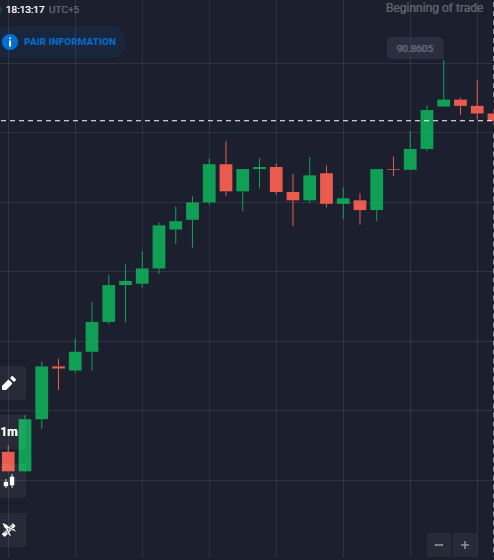 18:13:17 UTC+5
Beginning of trade
PAIR INFORMATION
90.8605
1m